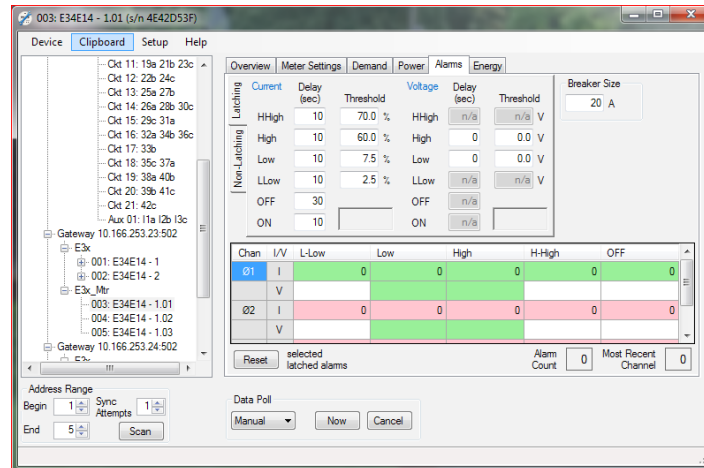 003: E34E14 - 1.01 (s/n 4E42D53F)
Device Clipboard Setup Help
Ckt 11: 19a 21b 23c
Ckt 12: 22b 24c
Ckt 13: 25a 27b
Ckt 14: 26a 28b 30c
Ckt 15: 29c 31a
Ckt 16: 32a 34b 36c
Ckt 17: 33b
Ckt 18: 35c 37a
Ckt 19: 38a 40b
Ckt 20: 39b 41c
Ckt 21: 42c
Aux 01: l1a l2b l3c
Gateway 10.166.253.23:502
E3x
001: E34E14 - 1
002: E34E14 - 2
E3x_Mtr
003: E34E14 - 1.01
004: E34E14 - 1.02
005: E34E14 - 1.03
Gateway 10.166.253.24:502
E3x
Address Range
Begin 1 Sync Attempts 1
End 5 Scan
Overview Meter Settings Demand Power Alarms Energy
Latching
Non-Latching
Current Delay (sec) Threshold Voltage Delay (sec) Threshold
HHigh 10 70.0 % HHigh n/a n/a V
High 10 60.0 % High 0 0.0 V
Low 10 7.5 % Low 0 0.0 V
LLow 10 2.5 % LLow n/a n/a V
OFF 30 OFF n/a
ON 10 ON n/a
Breaker Size
20 A
Chan I/V L-Low Low High H-High OFF
Ø1 I 0 0 0 0 0
V
Ø2 I 0 0 0 0 0
V
Reset selected latched alarms Alarm Count 0 Most Recent Channel 0
Data Poll
Manual Now Cancel